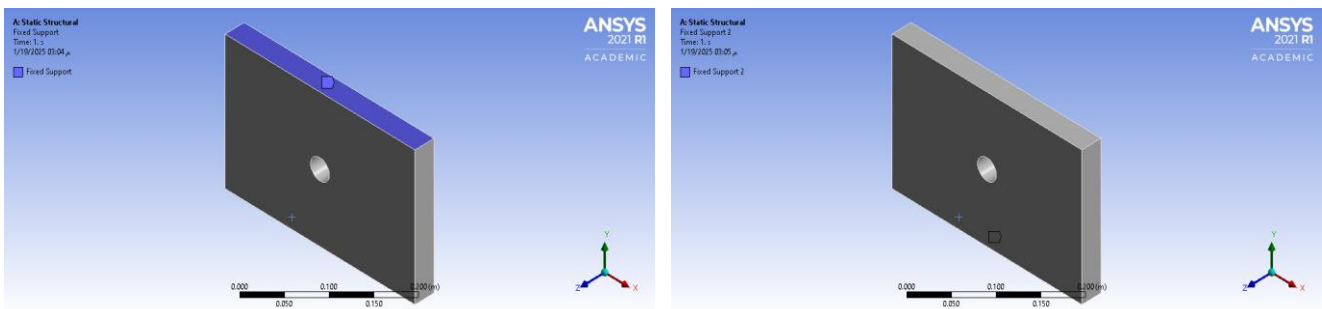 A: Static Structural
Fixed Support
Time: 1. s
1/19/2025 03:04 م
Fixed Support
ANSYS
2021 R1
ACADEMIC
Y
Z
X
0.000
0.100
0.200 (m)
0.050
0.150
A: Static Structural
Fixed Support 2
Time: 1. s
1/19/2025 03:05 م
Fixed Support 2
ANSYS
2021 R1
ACADEMIC
Y
Z
X
0.000
0.100
0.200 (m)
0.050
0.150